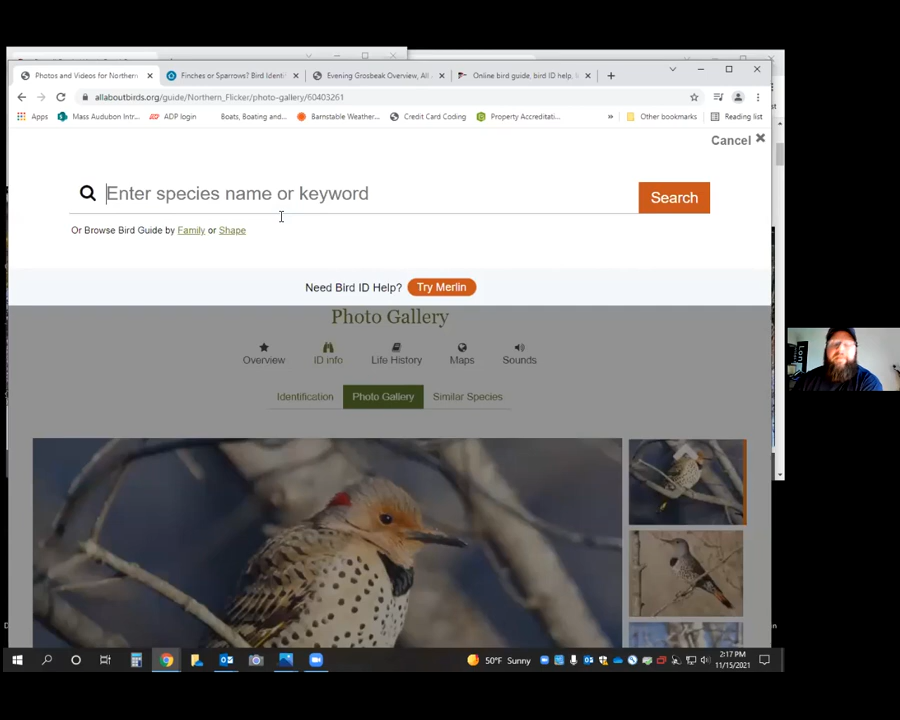 Photos and Videos for Northern
Finches or Sparrows? Bird Identi
Evening Grosbeak Overview, All
Online bird guide, bird ID help, l
allaboutbirds.org/guide/Northern_Flicker/photo-gallery/60403261
Apps
Mass Audubon Intr...
ADP login
Boats, Boating and...
Barnstable Weather...
Credit Card Coding
Property Accreditati...
»
Other bookmarks
Reading list
Cancel ×
Enter species name or keyword
Search
Or Browse Bird Guide by Family or Shape
Need Bird ID Help? Try Merlin
Photo Gallery
Overview
ID info
Life History
Maps
Sounds
Identification
Photo Gallery
Similar Species
50°F Sunny
2:17 PM
11/15/2021